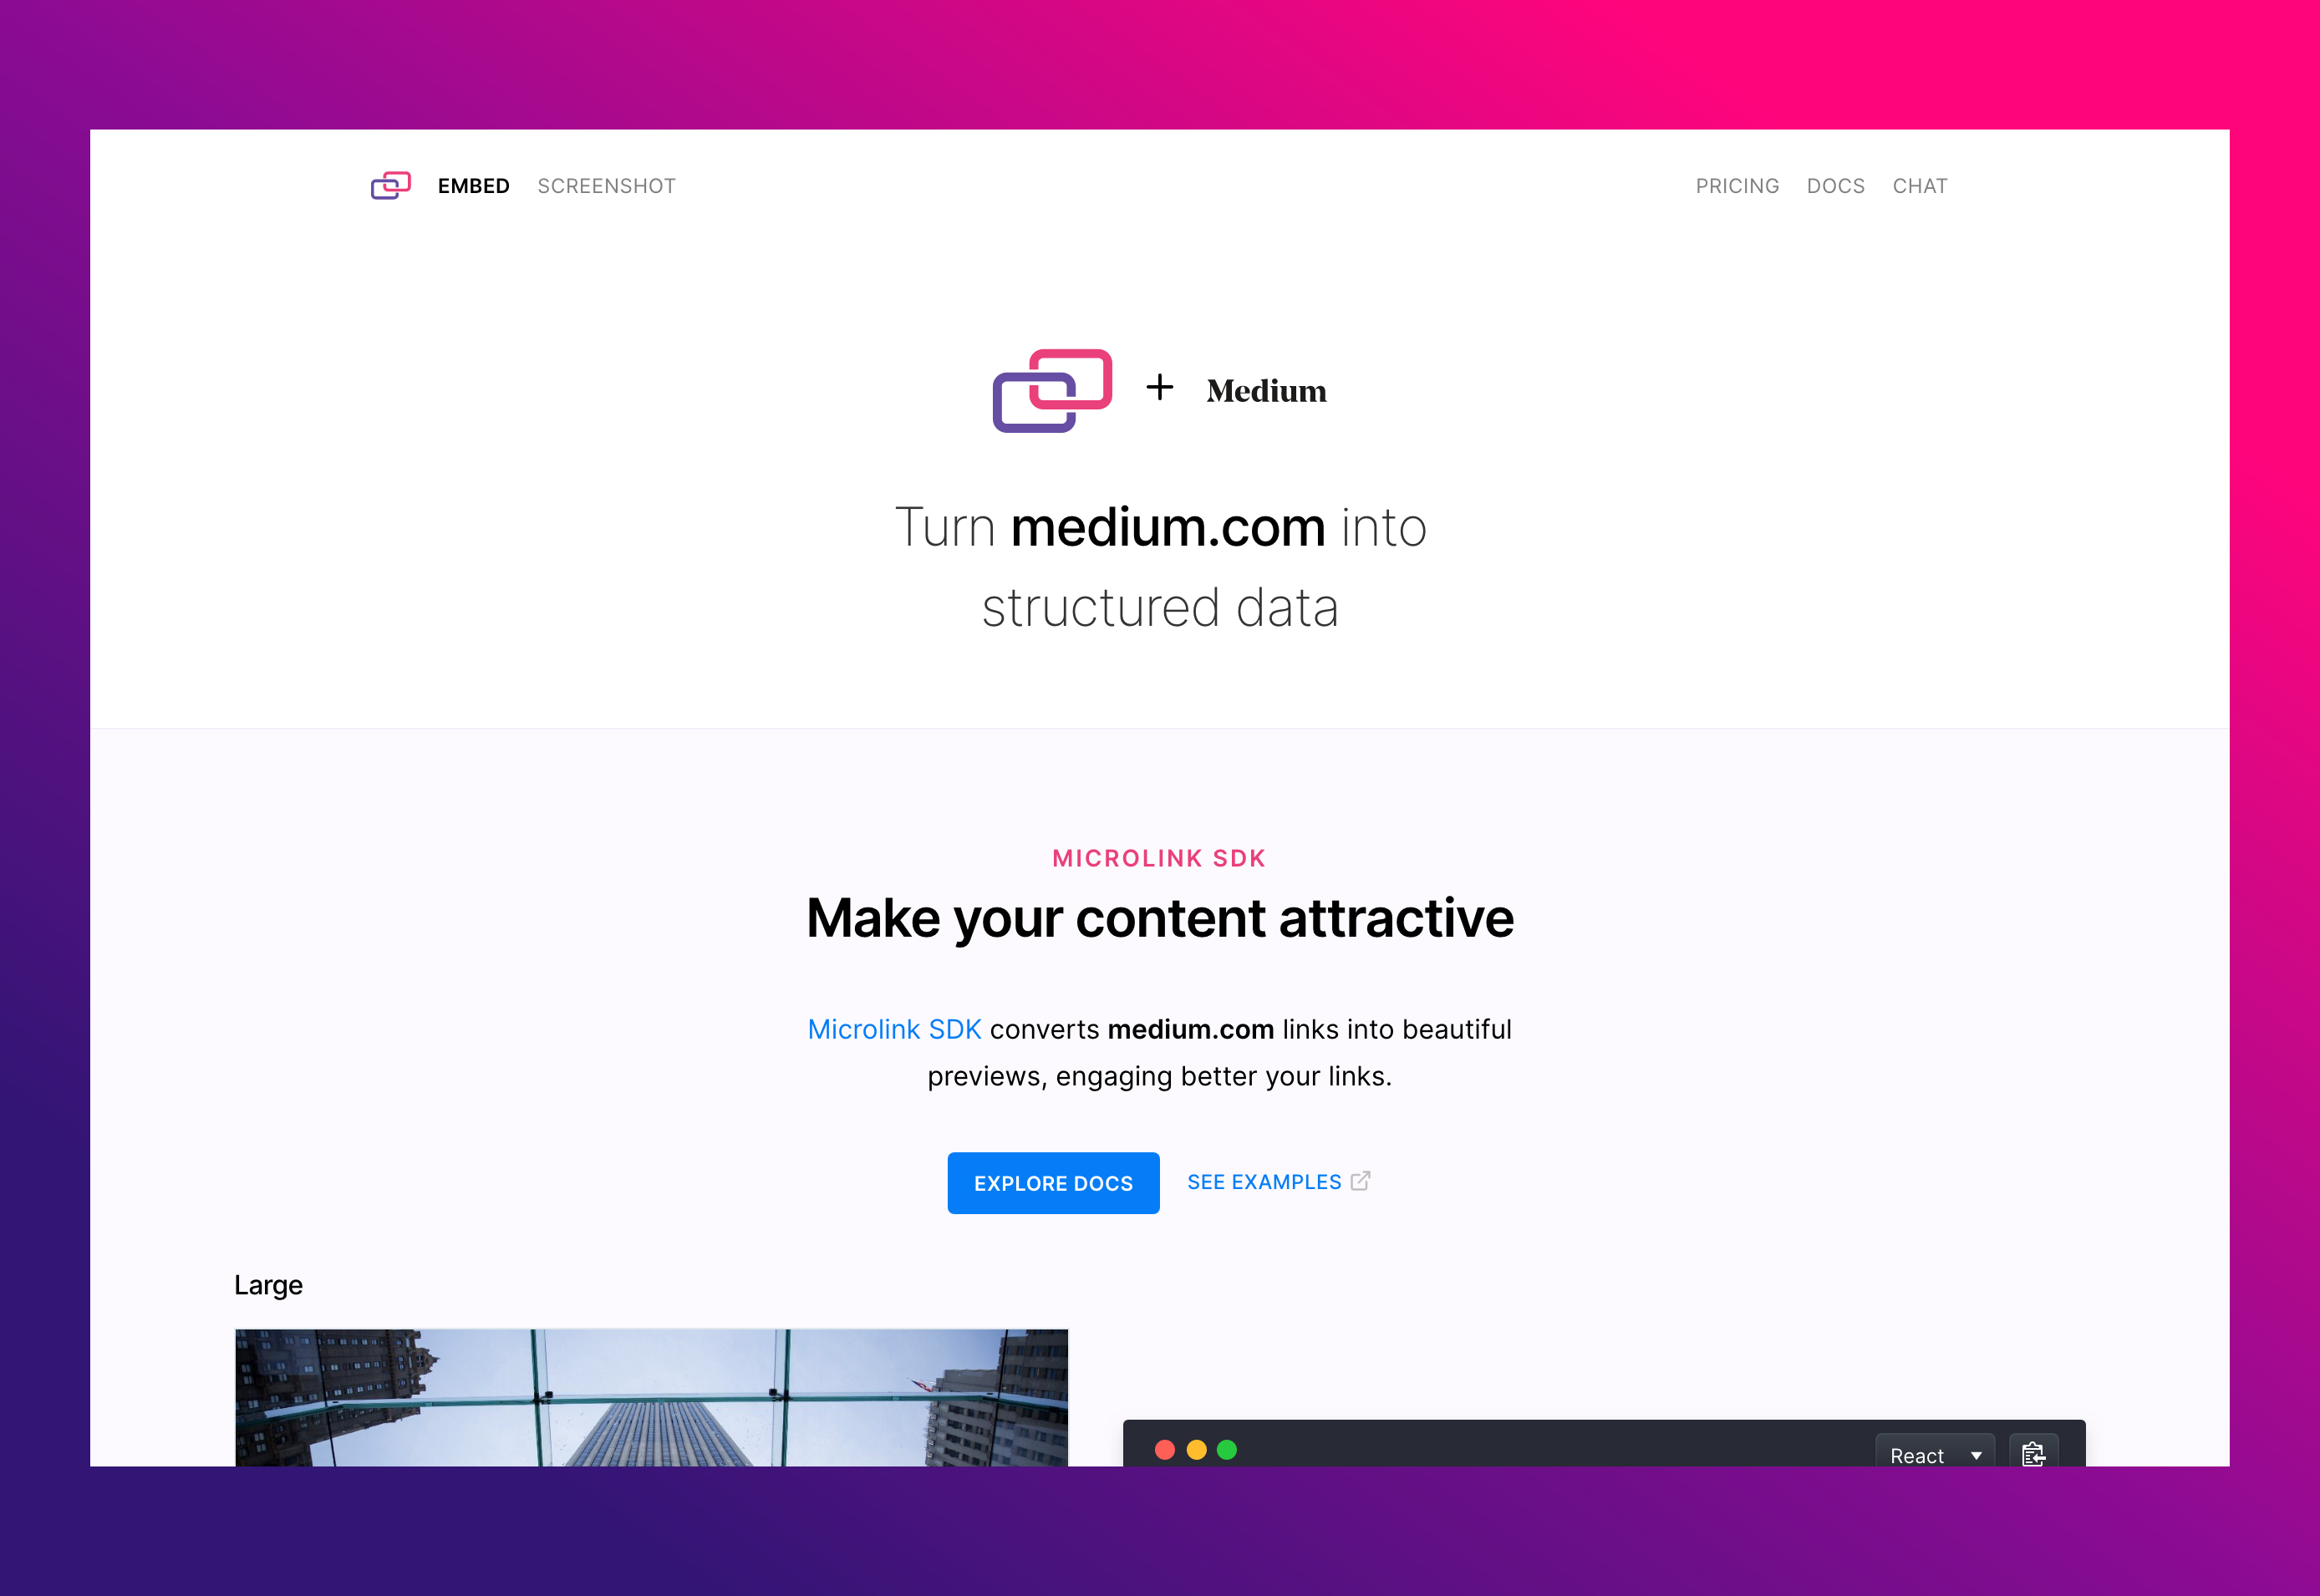 EMBED SCREENSHOT PRICING DOCS CHAT
+ Medium
Turn medium.com into
structured data
MICROLINK SDK
Make your content attractive
Microlink SDK converts medium.com links into beautiful
previews, engaging better your links.
EXPLORE DOCS SEE EXAMPLES
Large
React